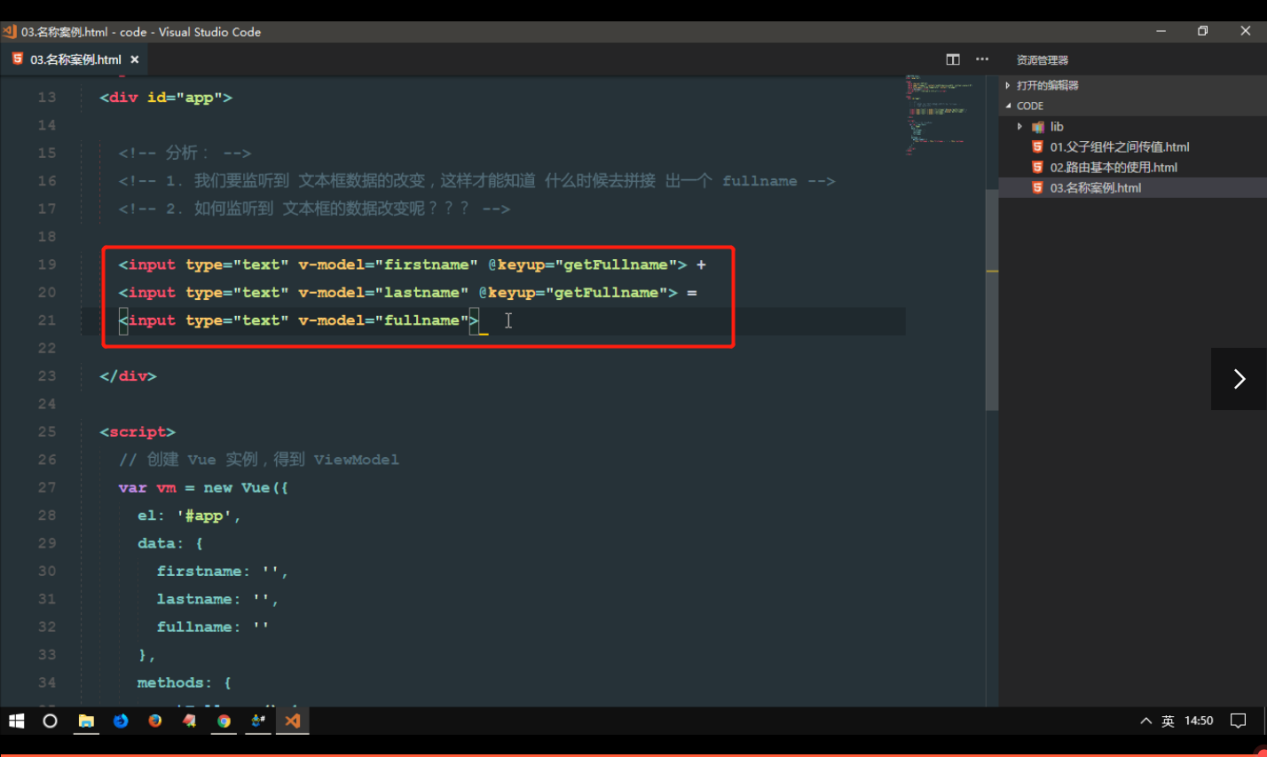 03.名称案例.html - code - Visual Studio Code
03.名称案例.html ×
资源管理器
打开的编辑器
CODE
lib
01.父子组件之间传值.html
02.路由基本的使用.html
03.名称案例.html
13 <div id="app">
14
15 <!-- 分析： -->
16 <!-- 1. 我们要监听到 文本框数据的改变，这样才能知道 什么时候去拼接 出一个 fullname -->
17 <!-- 2. 如何监听到 文本框的数据改变呢？？？ -->
18
19 <input type="text" v-model="firstname" @keyup="getFullname"> +
20 <input type="text" v-model="lastname" @keyup="getFullname"> =
21 <input type="text" v-model="fullname">
22
23 </div>
24
25 <script>
26 // 创建 Vue 实例，得到 ViewModel
27 var vm = new Vue({
28 el: '#app',
29 data: {
30 firstname: '',
31 lastname: '',
32 fullname: ''
33 },
34 methods: {
英 14:50